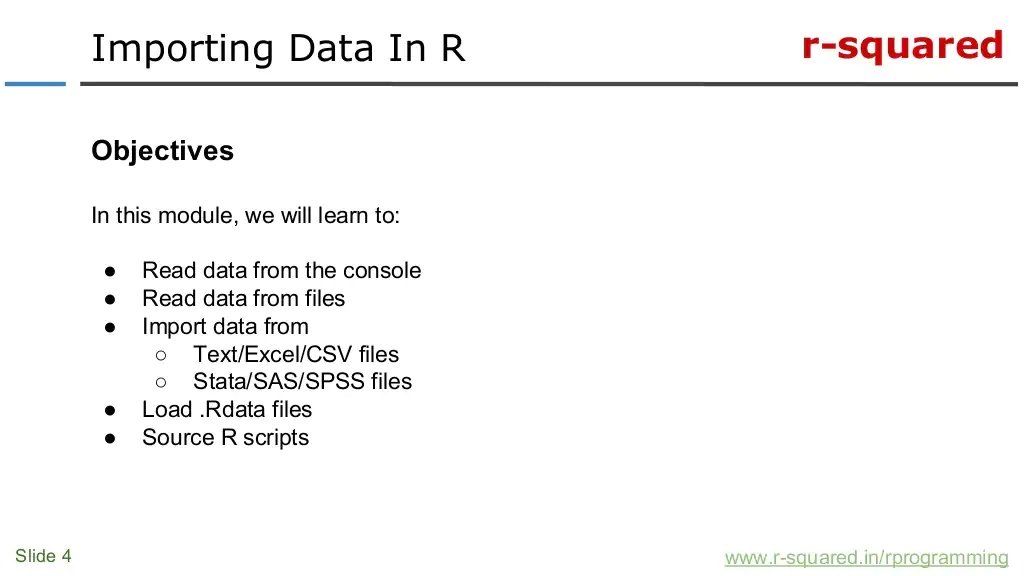 Importing Data In R
r-squared
Objectives
In this module, we will learn to:
● Read data from the console
● Read data from files
● Import data from
○ Text/Excel/CSV files
○ Stata/SAS/SPSS files
● Load .Rdata files
● Source R scripts
Slide 4
www.r-squared.in/rprogramming